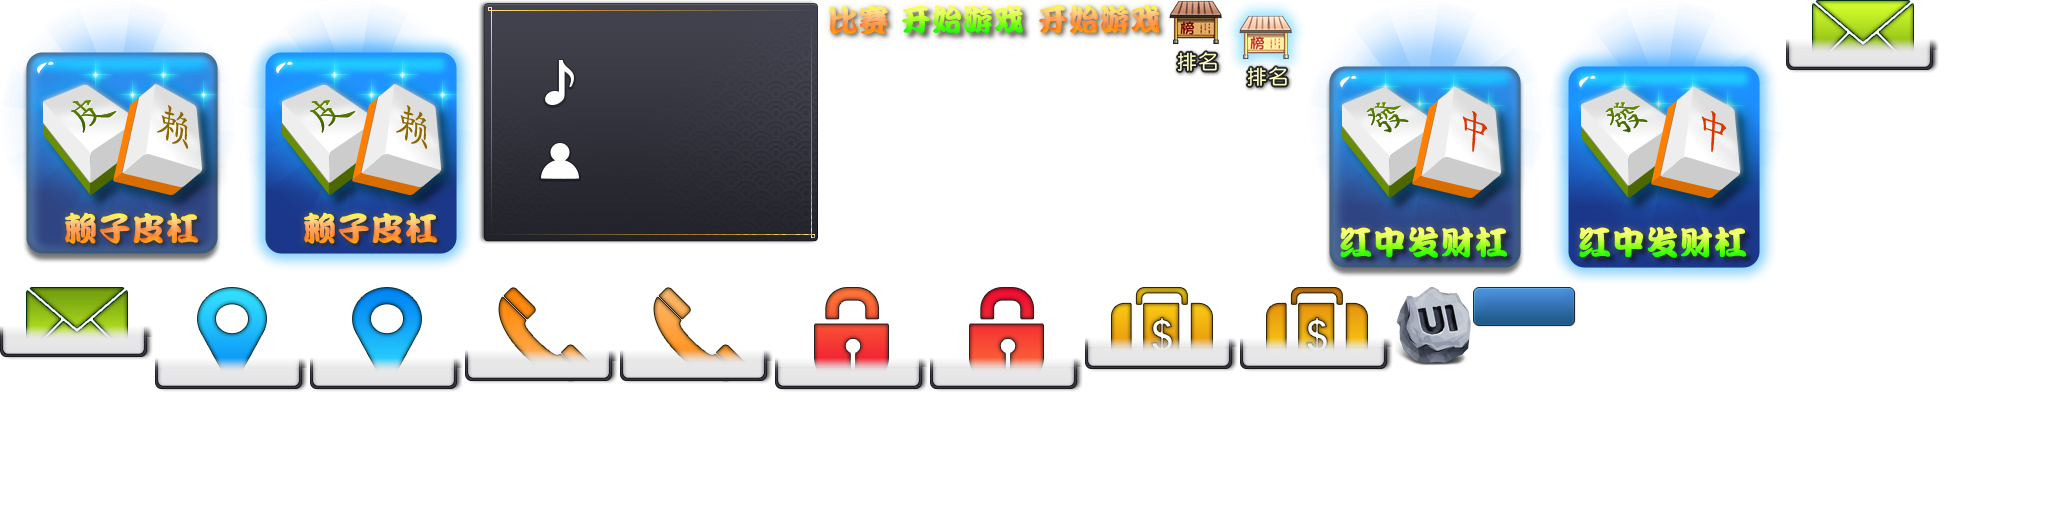 比赛 开始游戏 开始游戏
榜
排名
榜
排名
皮 赖
赖子皮杠
皮 赖
赖子皮杠
發 中
红中发财杠
發 中
红中发财杠
$
$
UI